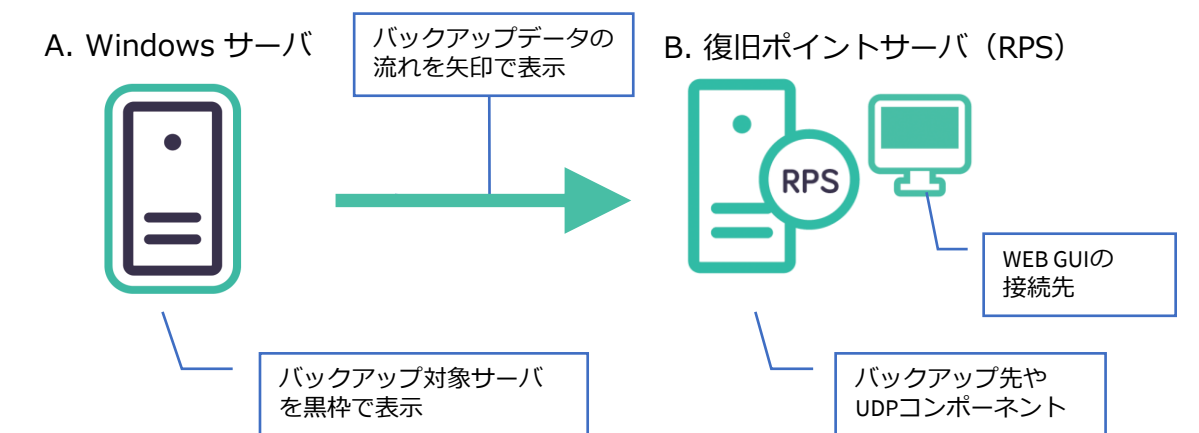 A. Windows サーバ
バックアップデータの
流れを矢印で表示
B. 復旧ポイントサーバ（RPS）
RPS
WEB GUIの
接続先
バックアップ対象サーバ
を黒枠で表示
バックアップ先や
UDPコンポーネント